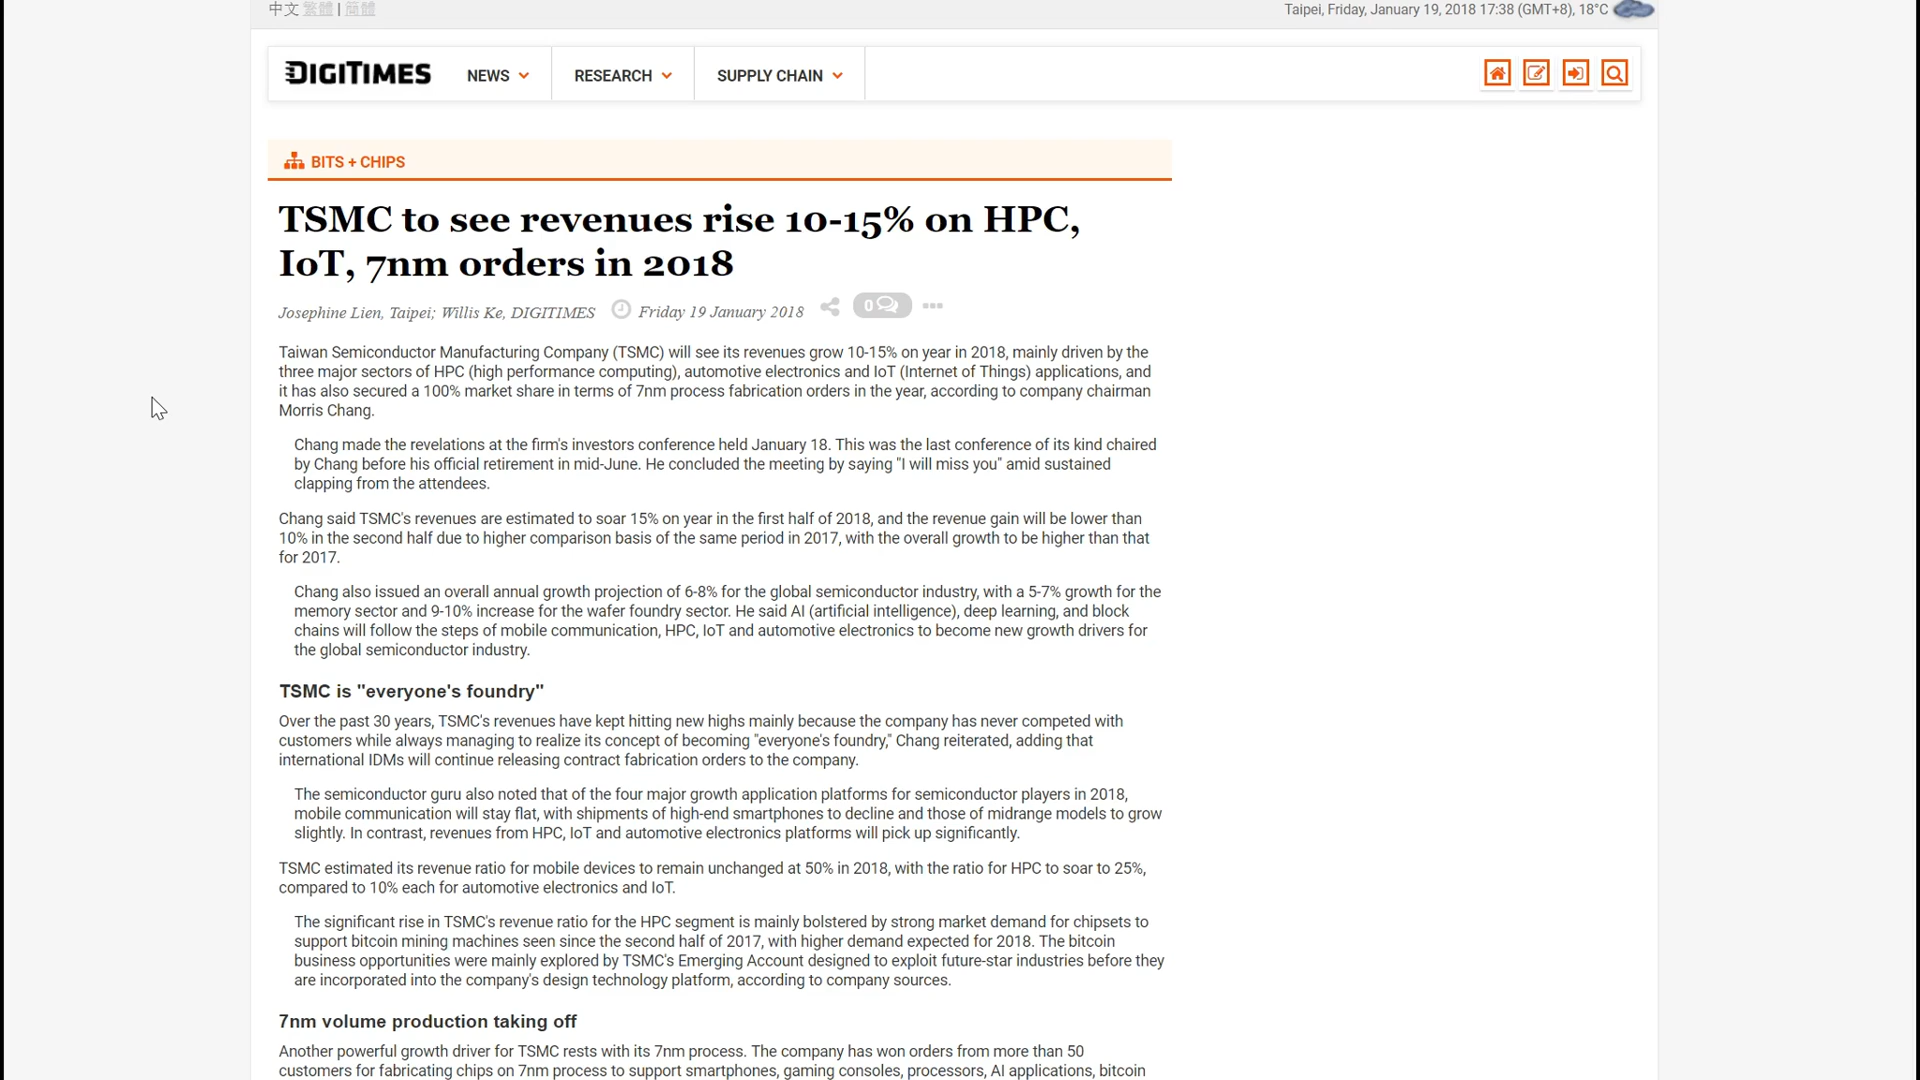 中文 繁體 | 簡體
Taipei, Friday, January 19, 2018 17:38 (GMT+8), 18°C
DIGITIMES
NEWS
RESEARCH
SUPPLY CHAIN
BITS + CHIPS
TSMC to see revenues rise 10-15% on HPC,
IoT, 7nm orders in 2018
Josephine Lien, Taipei; Willis Ke, DIGITIMES
Friday 19 January 2018
0
Taiwan Semiconductor Manufacturing Company (TSMC) will see its revenues grow 10-15% on year in 2018, mainly driven by the
three major sectors of HPC (high performance computing), automotive electronics and IoT (Internet of Things) applications, and
it has also secured a 100% market share in terms of 7nm process fabrication orders in the year, according to company chairman
Morris Chang.
Chang made the revelations at the firm's investors conference held January 18. This was the last conference of its kind chaired
by Chang before his official retirement in mid-June. He concluded the meeting by saying "I will miss you" amid sustained
clapping from the attendees.
Chang said TSMC's revenues are estimated to soar 15% on year in the first half of 2018, and the revenue gain will be lower than
10% in the second half due to higher comparison basis of the same period in 2017, with the overall growth to be higher than that
for 2017.
Chang also issued an overall annual growth projection of 6-8% for the global semiconductor industry, with a 5-7% growth for the
memory sector and 9-10% increase for the wafer foundry sector. He said AI (artificial intelligence), deep learning, and block
chains will follow the steps of mobile communication, HPC, IoT and automotive electronics to become new growth drivers for
the global semiconductor industry.
TSMC is "everyone's foundry"
Over the past 30 years, TSMC's revenues have kept hitting new highs mainly because the company has never competed with
customers while always managing to realize its concept of becoming "everyone's foundry," Chang reiterated, adding that
international IDMs will continue releasing contract fabrication orders to the company.
The semiconductor guru also noted that of the four major growth application platforms for semiconductor players in 2018,
mobile communication will stay flat, with shipments of high-end smartphones to decline and those of midrange models to grow
slightly. In contrast, revenues from HPC, IoT and automotive electronics platforms will pick up significantly.
TSMC estimated its revenue ratio for mobile devices to remain unchanged at 50% in 2018, with the ratio for HPC to soar to 25%,
compared to 10% each for automotive electronics and IoT.
The significant rise in TSMC's revenue ratio for the HPC segment is mainly bolstered by strong market demand for chipsets to
support bitcoin mining machines seen since the second half of 2017, with higher demand expected for 2018. The bitcoin
business opportunities were mainly explored by TSMC's Emerging Account designed to exploit future-star industries before they
are incorporated into the company's design technology platform, according to company sources.
7nm volume production taking off
Another powerful growth driver for TSMC rests with its 7nm process. The company has won orders from more than 50
customers for fabricating chips on 7nm process to support smartphones, gaming consoles, processors, AI applications, bitcoin